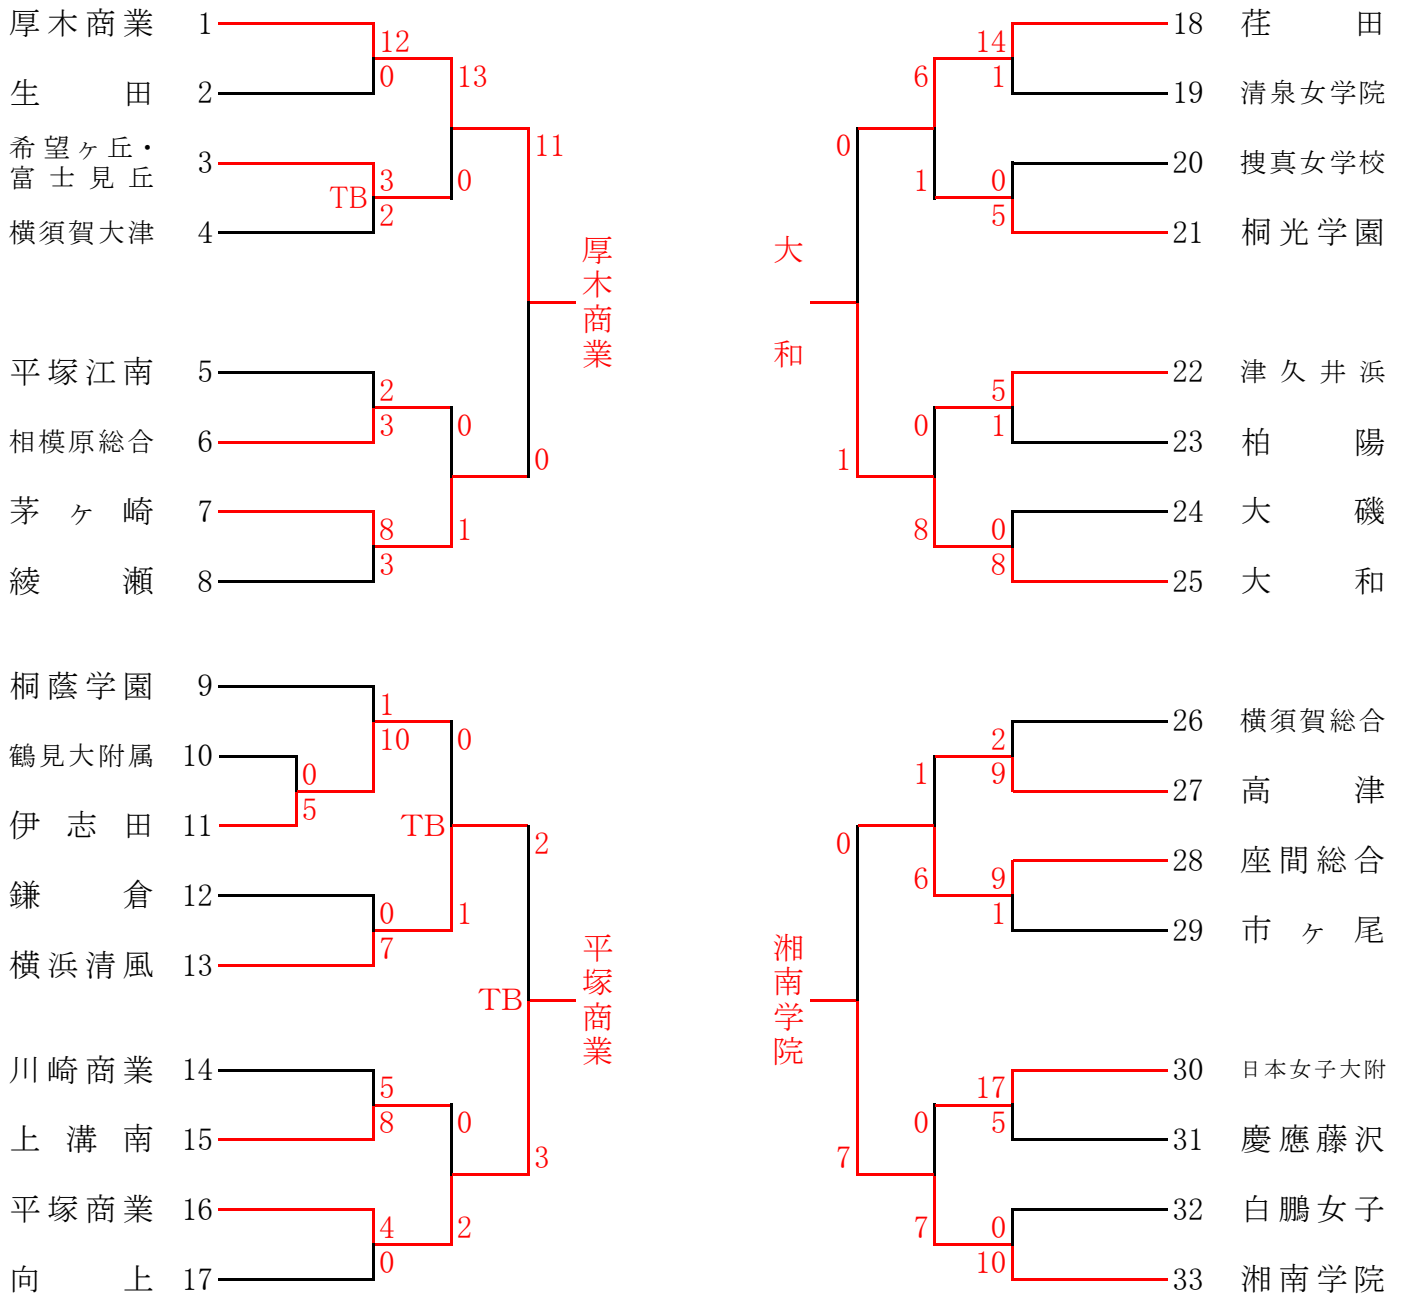 厚木商業 1
12
0
生田 2
13
希望ヶ丘・
富士見丘 3
TB
3
2
0
横須賀大津 4
11
厚木商業
平塚江南 5
2
3
相模原総合 6
0
茅ヶ崎 7
8
3
1
綾瀬 8
0
桐蔭学園 9
1
10
鶴見大附属 10
0
5
伊志田 11
0
TB
鎌倉 12
0
7
横浜清風 13
1
2
TB
平塚商業
川崎商業 14
5
8
上溝南 15
0
3
平塚商業 16
4
0
2
向上 17
18 荏田
14
1
19 清泉女学院
6
20 捜真女学校
0
5
1
21 桐光学園
0
大和
22 津久井浜
5
1
23 柏陽
0
1
24 大磯
0
8
8
25 大和
26 横須賀総合
2
9
27 高津
1
28 座間総合
9
1
6
29 市ヶ尾
0
湘南学院
30 日本女子大附
17
5
31 慶應藤沢
0
7
32 白鵬女子
0
10
7
33 湘南学院